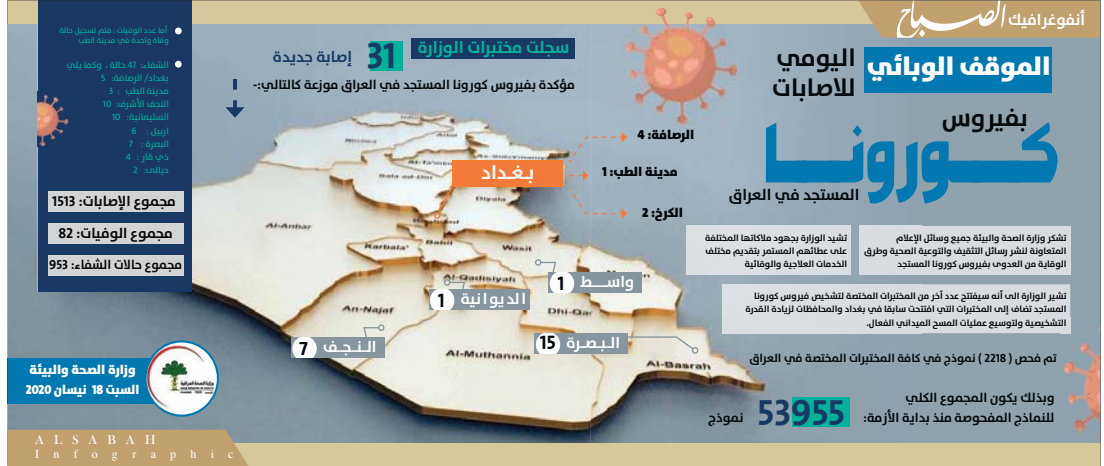 أنفوغرافيك الصباح
الموقف الوبائي اليومي
للاصابات
بفيروس
كورونا
المستجد في العراق
تشكر وزارة الصحة والبيئة جميع وسائل الإعلام
المتعاونة لنشر رسائل التثقيف والتوعية الصحية وطرق
الوقاية من العدوى بفيروس كورونا المستجد
تشيد الوزارة بجهود ملاكاتها المختلفة
على عطائهم المستمر بتقديم مختلف
الخدمات العلاجية والوقائية
تشير الوزارة الى أنه سيفتتح عدد آخر من المختبرات المختصة لتشخيص فيروس كورونا
المستجد تضاف إلى المختبرات التي افتتحت سابقا في بغداد والمحافظات لزيادة القدرة
التشخيصية ولتوسيع عمليات المسح الميداني الفعال.
تم فحص ( 2218 ) نموذج في كافة المختبرات المختصة في العراق
وبذلك يكون المجموع الكلي
للنماذج المفحوصة منذ بداية الأزمة: 53955 نموذج
سجلت مختبرات الوزارة 31 إصابة جديدة
مؤكدة بفيروس كورونا المستجد في العراق موزعة كالتالي:-
بغداد
الرصافة: 4
مدينة الطب: 1
الكرخ: 2
واسط 1
الديوانية 1
البصرة 15
النجف 7
Diyala
Al-Anbar
Karbala'
Babil
Wasit
Al-Qadisiyah
An-Najaf
Dhi-Qar
Al-Muthannia
Al-Basrah
أما عدد الوفيات : فتم تسجيل حالة
وفاة واحدة في مدينة الطب
الشفاء: 47 حالة ، وكما يلي
بغداد/ الرصافة: 5
مدينة الطب : 3
النجف الأشرف: 10
السليمانية: 10
اربيل : 6
البصرة : 7
ذي قار : 4
ديالى: 2
مجموع الإصابات: 1513
مجموع الوفيات: 82
مجموع حالات الشفاء: 953
وزارة الصحة والبيئة
السبت 18 نيسان 2020
ALSABAH
Infographic